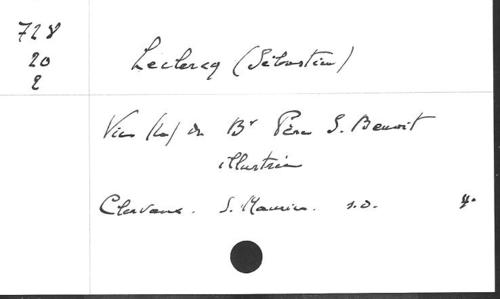 728
20
2
Leclercq (Sébastien)
Vie (la) du Bx Père S. Benoit
illustrée
Clervaux. S. Maurice. s.d. 4°